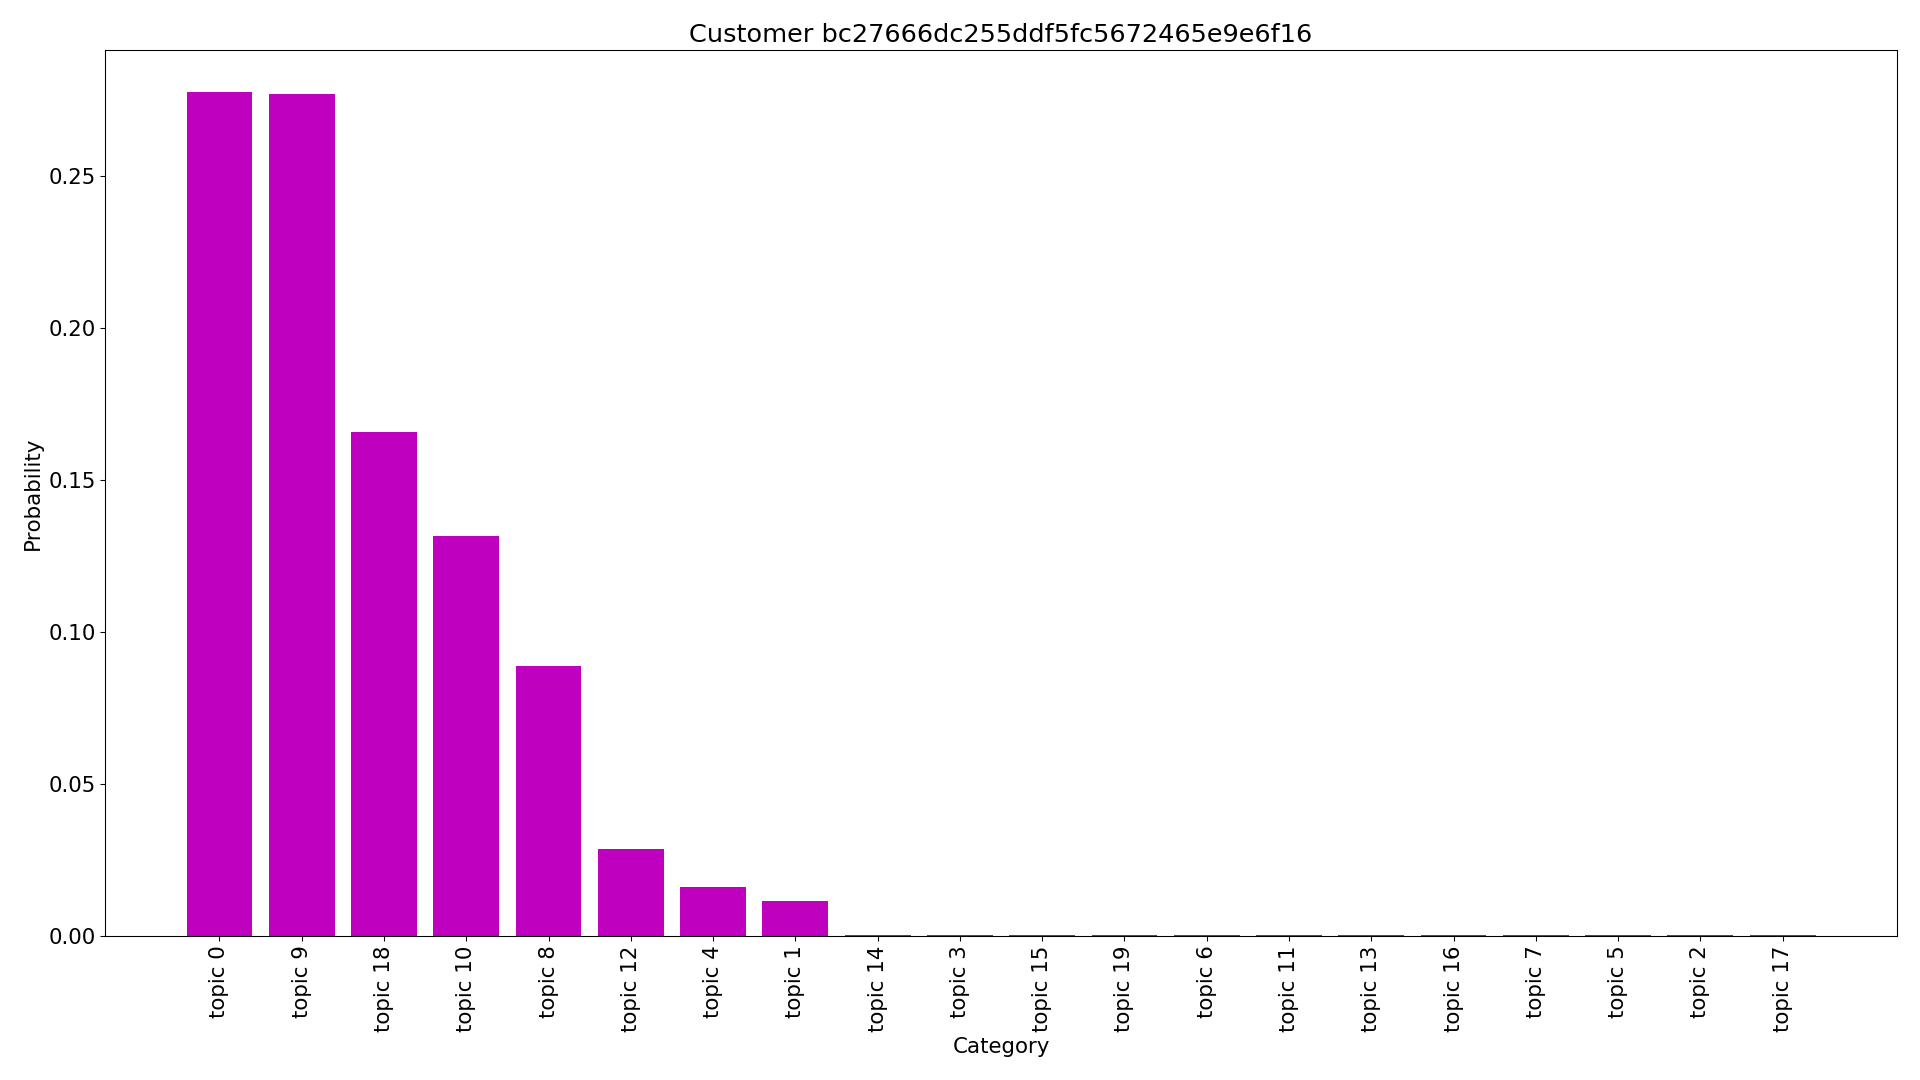 Customer bc27666dc255ddf5fc5672465e9e6f16
Probability
0.25
0.20
0.15
0.10
0.05
0.00
topic 0
topic 9
topic 18
topic 10
topic 8
topic 12
topic 4
topic 1
topic 14
topic 3
topic 15
topic 19
topic 6
topic 11
topic 13
topic 16
topic 7
topic 5
topic 2
topic 17
Category